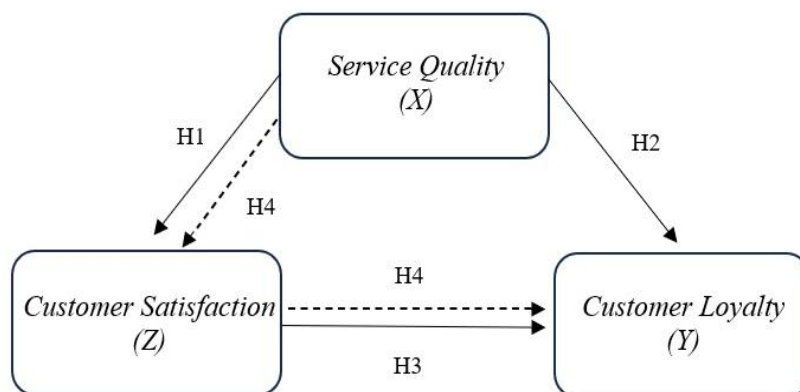 Service Quality
(X)
H1
H2
H4
H4
Customer Satisfaction
(Z)
Customer Loyalty
(Y)
H3